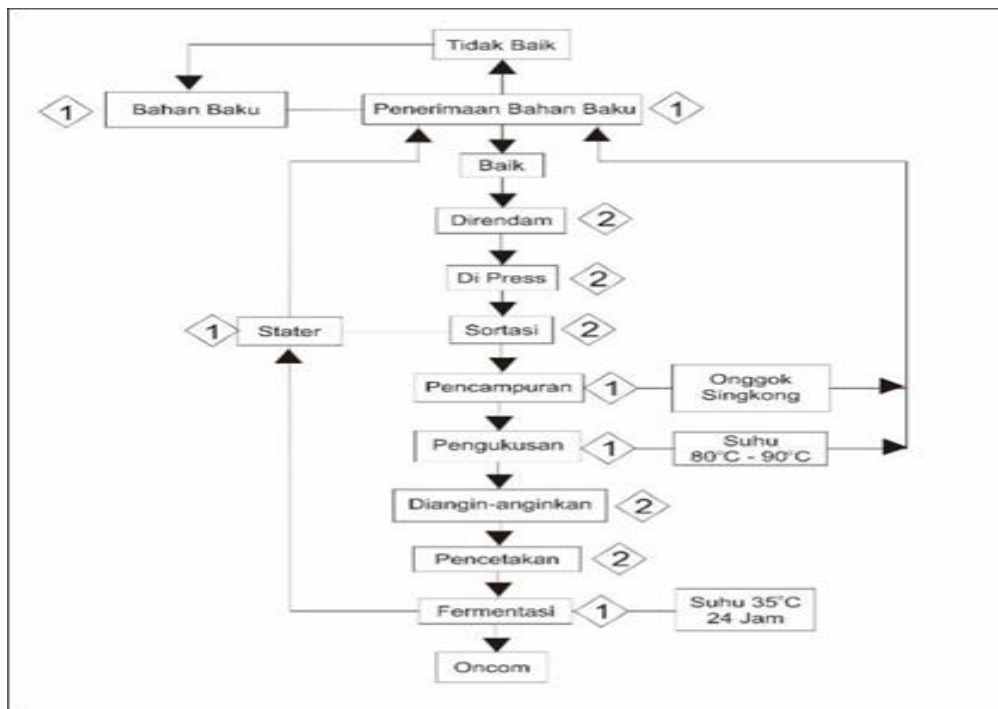 Tidak Baik
1
Bahan Baku
Penerimaan Bahan Baku
1
Baik
Direndam
2
Di Press
2
1
Stater
Sortasi
2
Pencampuran
1
Onggok
Singkong
Pengukusan
1
Suhu
80°C - 90°C
Diangin-anginkan
2
Pencetakan
2
Fermentasi
1
Suhu 35°C
24 Jam
Oncom